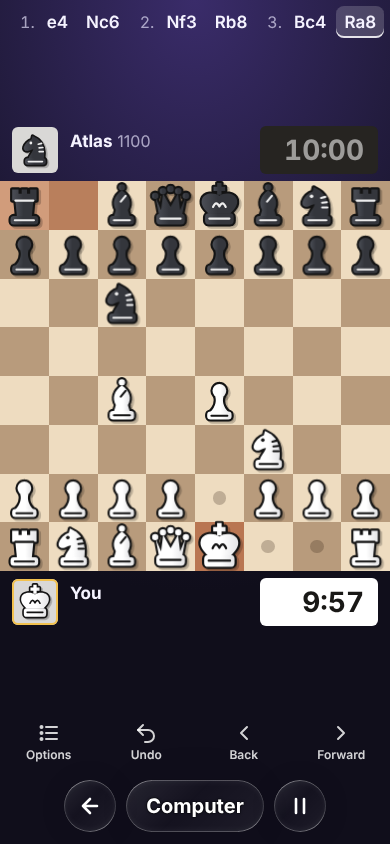 1. e4 Nc6 2. Nf3 Rb8 3. Bc4 Ra8
Atlas 1100
10:00
You
9:57
Options Undo Back Forward
Computer